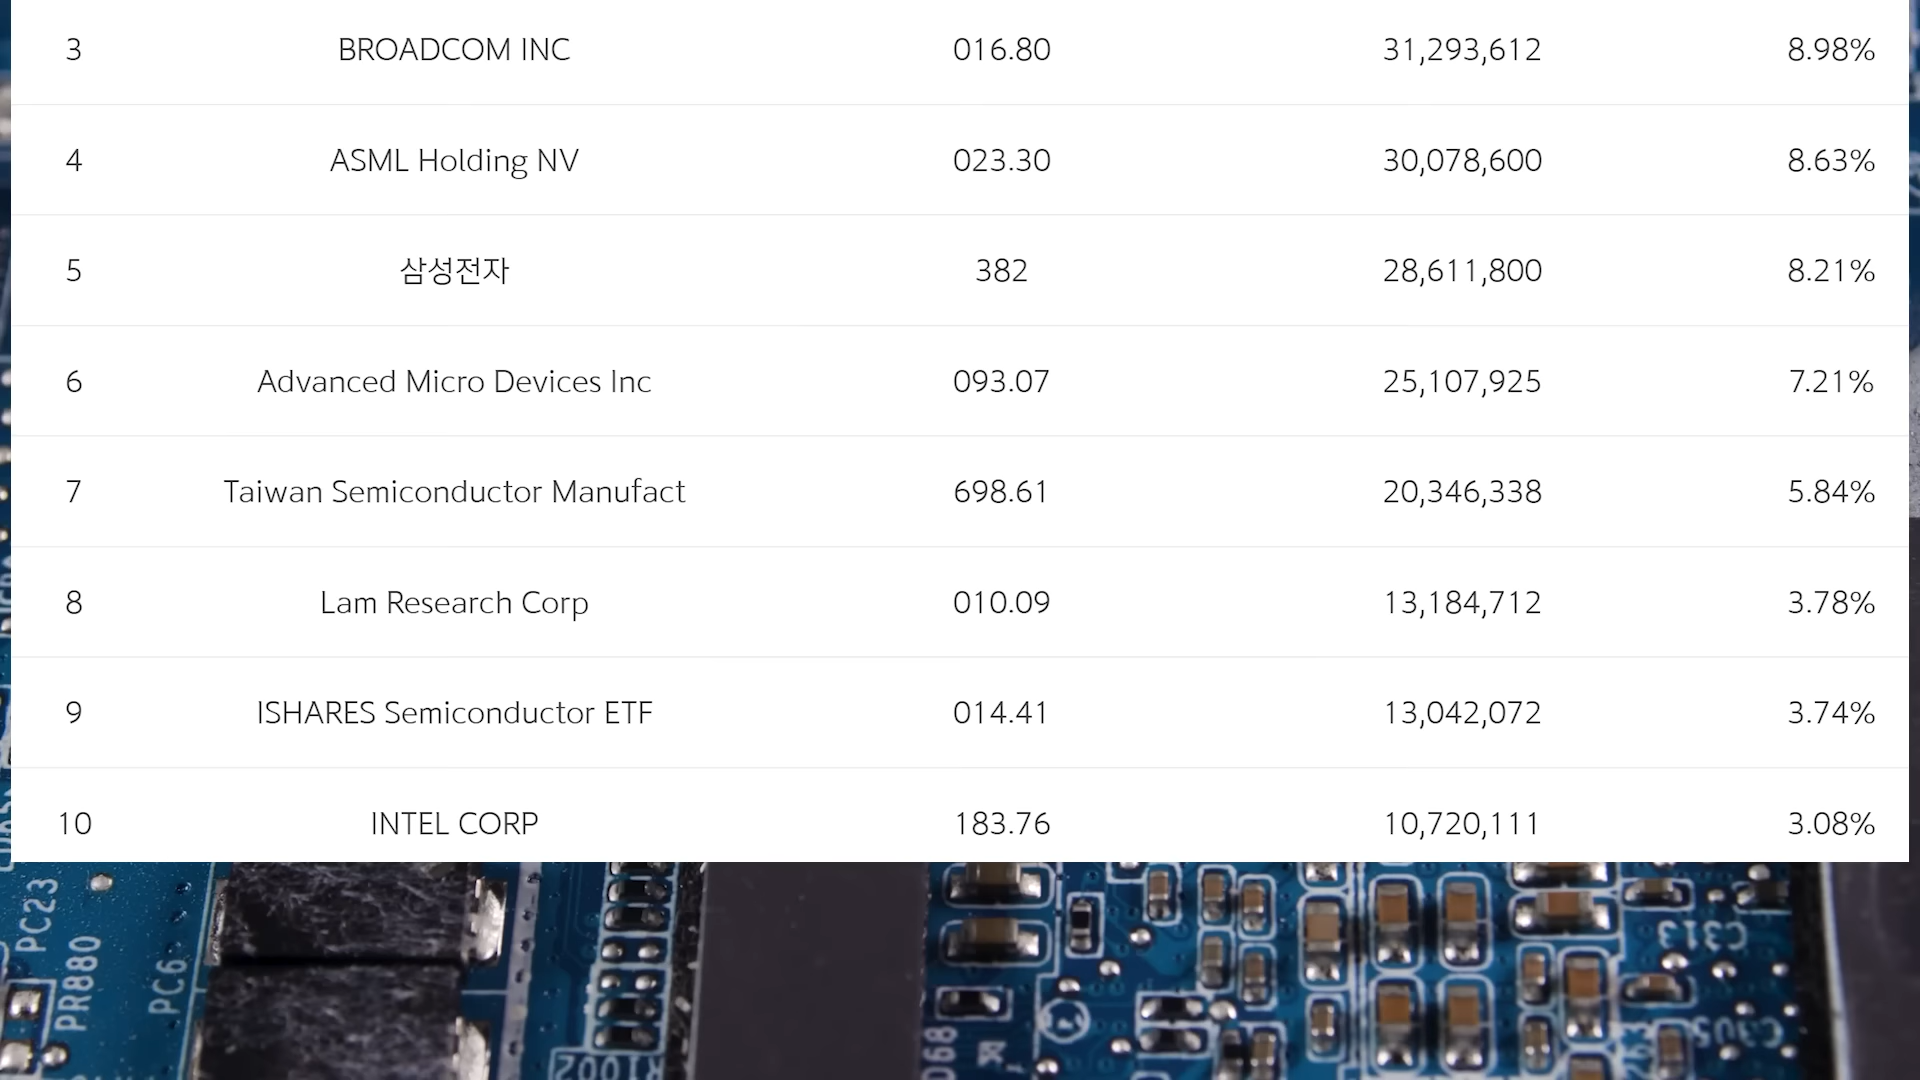 3 BROADCOM INC 016.80 31,293,612 8.98%
4 ASML Holding NV 023.30 30,078,600 8.63%
5 삼성전자 382 28,611,800 8.21%
6 Advanced Micro Devices Inc 093.07 25,107,925 7.21%
7 Taiwan Semiconductor Manufact 698.61 20,346,338 5.84%
8 Lam Research Corp 010.09 13,184,712 3.78%
9 ISHARES Semiconductor ETF 014.41 13,042,072 3.74%
10 INTEL CORP 183.76 10,720,111 3.08%
PC23
PR880
PC6
C313